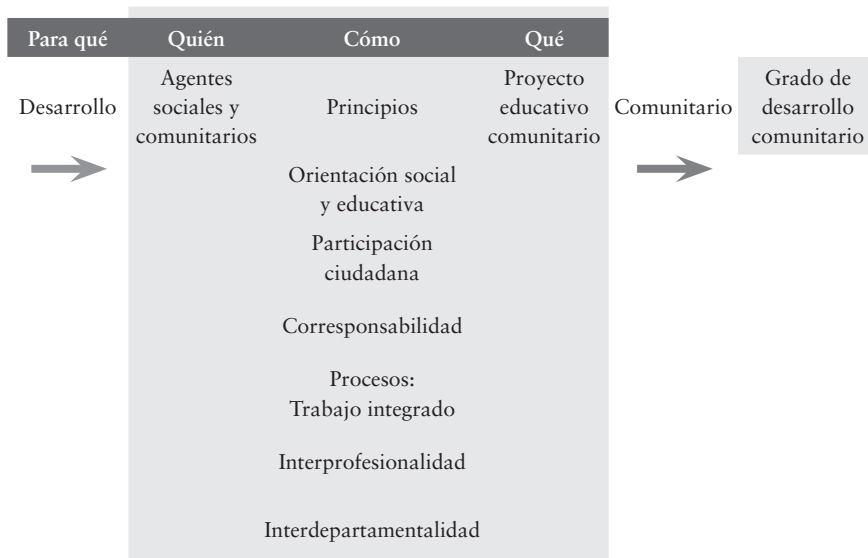 Para qué Quién Cómo Qué
Desarrollo
Agentes
sociales y
comunitarios
Principios
Proyecto
educativo
comunitario
Comunitario
Grado de
desarrollo
comunitario
Orientación social
y educativa
Participación
ciudadana
Corresponsabilidad
Procesos:
Trabajo integrado
Interprofesionalidad
Interdepartamentalidad